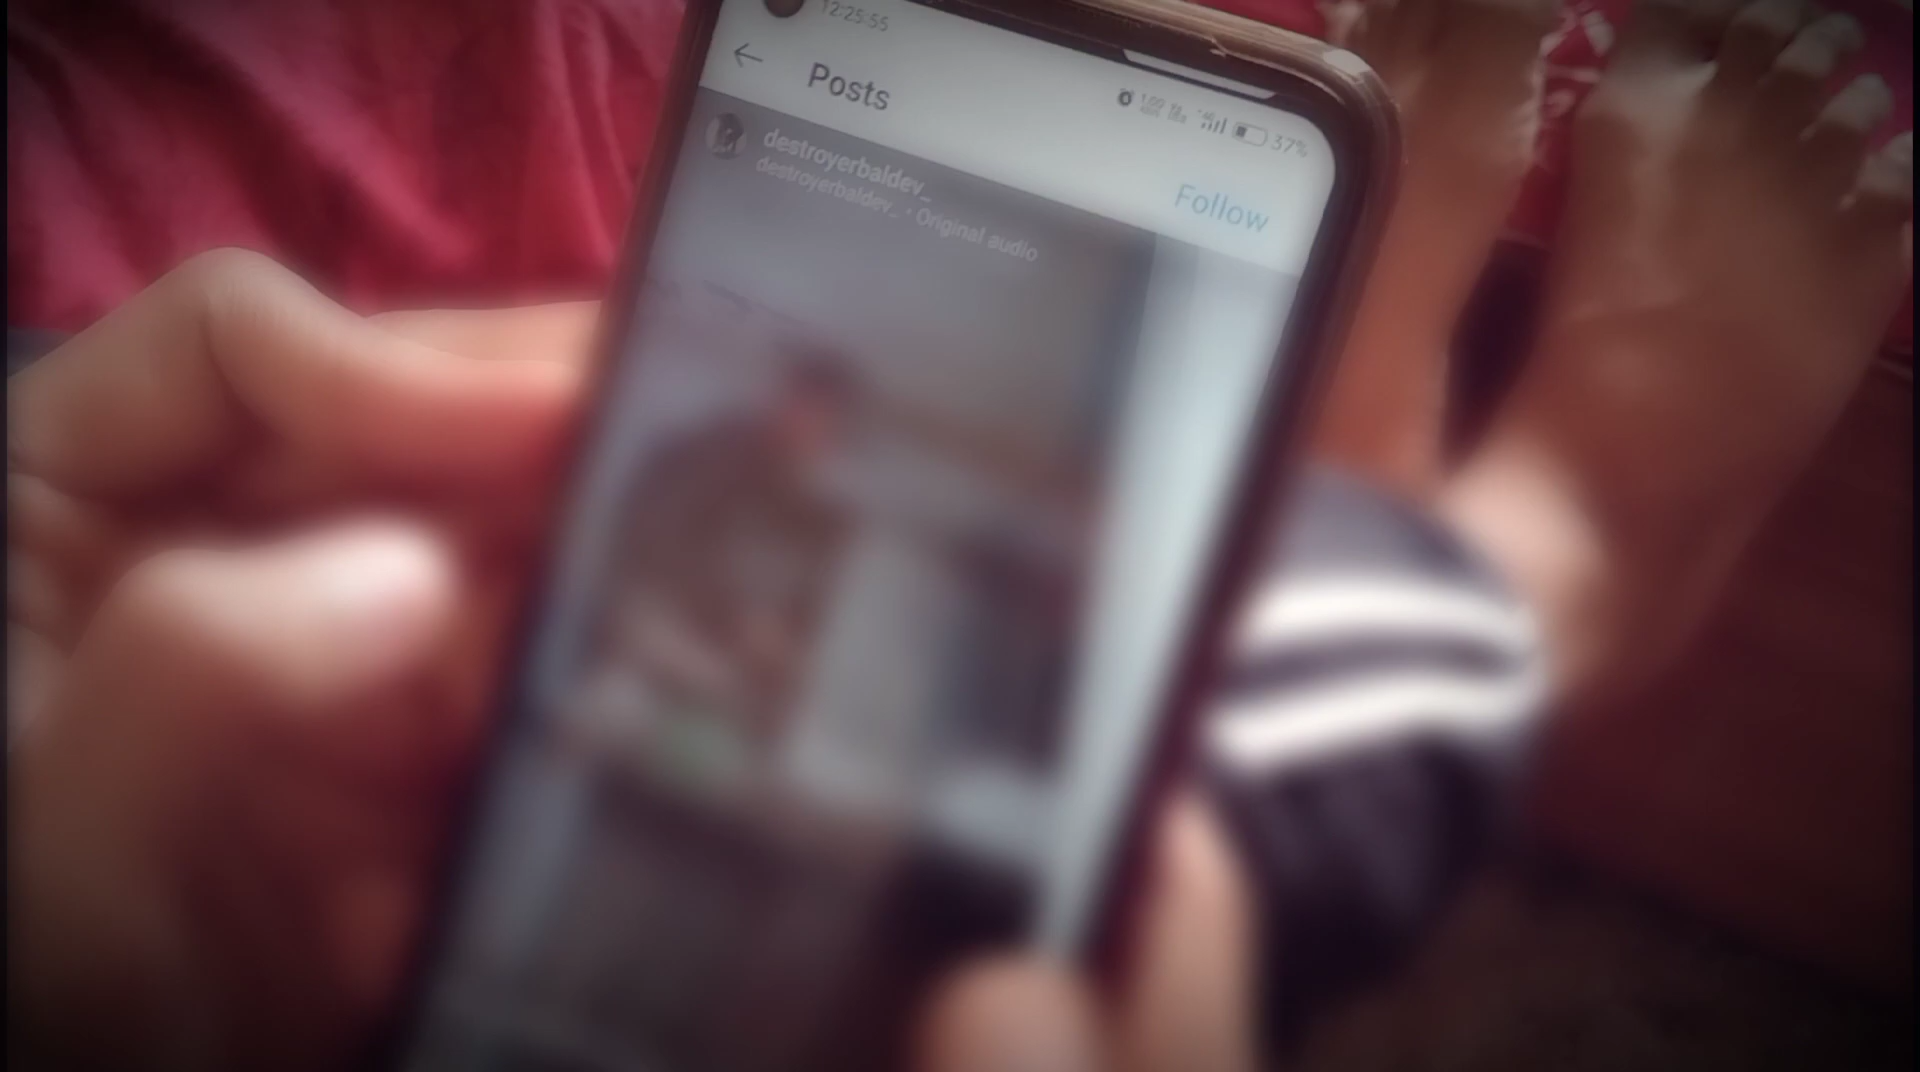 12:25:55
37%
Posts
Follow
destroyerbaldev_
destroyerbaldev_ • Original audio